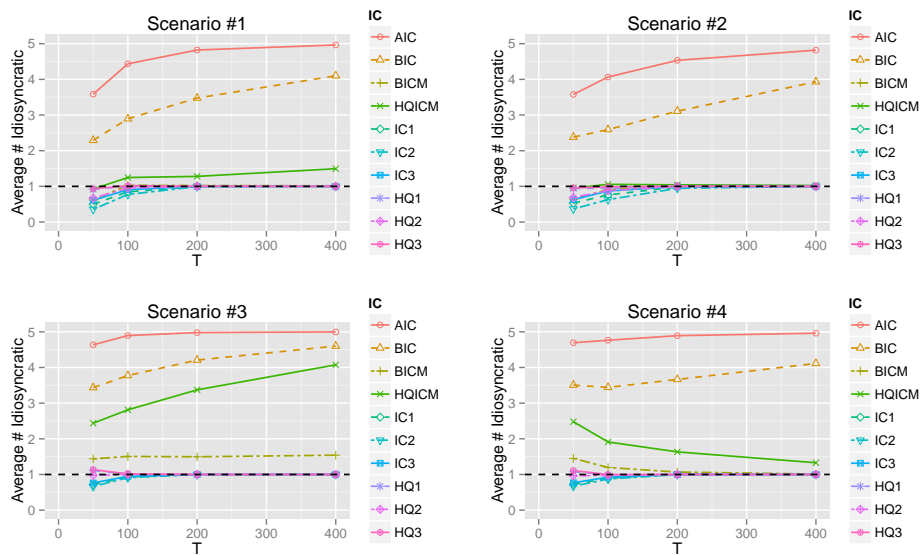 Scenario #1
Average # Idiosyncratic
5
4
3
2
1
0
0 100 200 300 400
T
IC
AIC
BIC
BICM
HQICM
IC1
IC2
IC3
HQ1
HQ2
HQ3
Scenario #2
Average # Idiosyncratic
5
4
3
2
1
0
0 100 200 300 400
T
IC
AIC
BIC
BICM
HQICM
IC1
IC2
IC3
HQ1
HQ2
HQ3
Scenario #3
Average # Idiosyncratic
5
4
3
2
1
0
0 100 200 300 400
T
IC
AIC
BIC
BICM
HQICM
IC1
IC2
IC3
HQ1
HQ2
HQ3
Scenario #4
Average # Idiosyncratic
5
4
3
2
1
0
0 100 200 300 400
T
IC
AIC
BIC
BICM
HQICM
IC1
IC2
IC3
HQ1
HQ2
HQ3